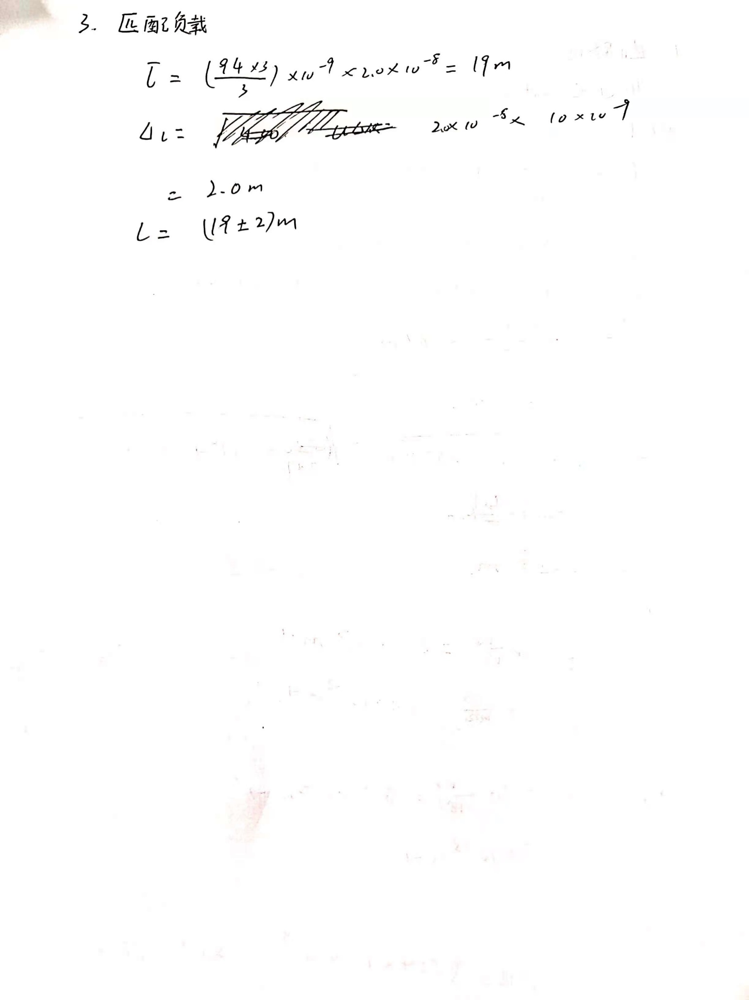 3. 匹配负载
l̄ = (94×3/3) ×10⁻⁹ × 2.0×10⁻⁸ = 19m
Δl = 2.0×10⁻⁸× 10×10⁻⁹
= 2.0m
L = (19±2)m